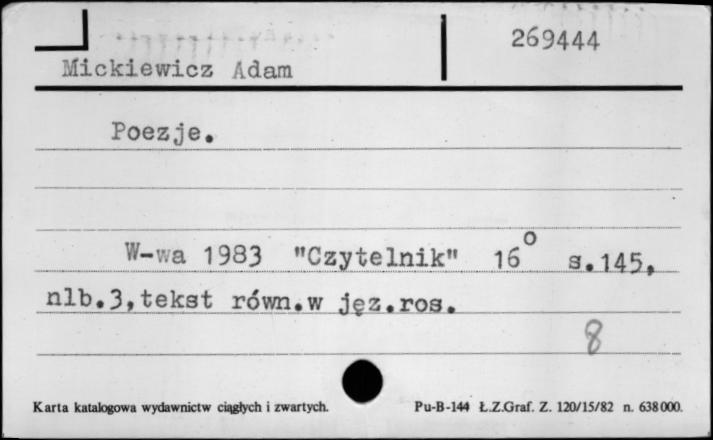 269444
Mickiewicz Adam
Poezje.
W-wa 1983 "Czytelnik" 16° s.145,
nlb.3,tekst równ.w jęz.ros.
8
Karta katalogowa wydawnictw ciągłych i zwartych. Pu-B-144 Ł.Z.Graf. Z. 120/15/82 n. 638000.